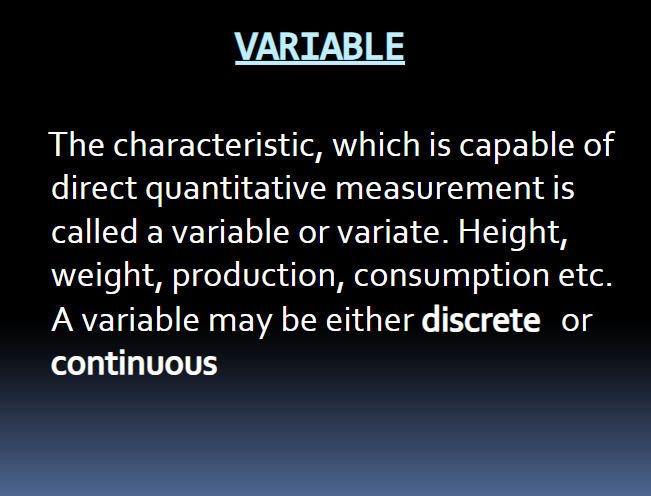 VARIABLE
The characteristic, which is capable of
direct quantitative measurement is
called a variable or variate. Height,
weight, production, consumption etc.
A variable may be either discrete or
continuous